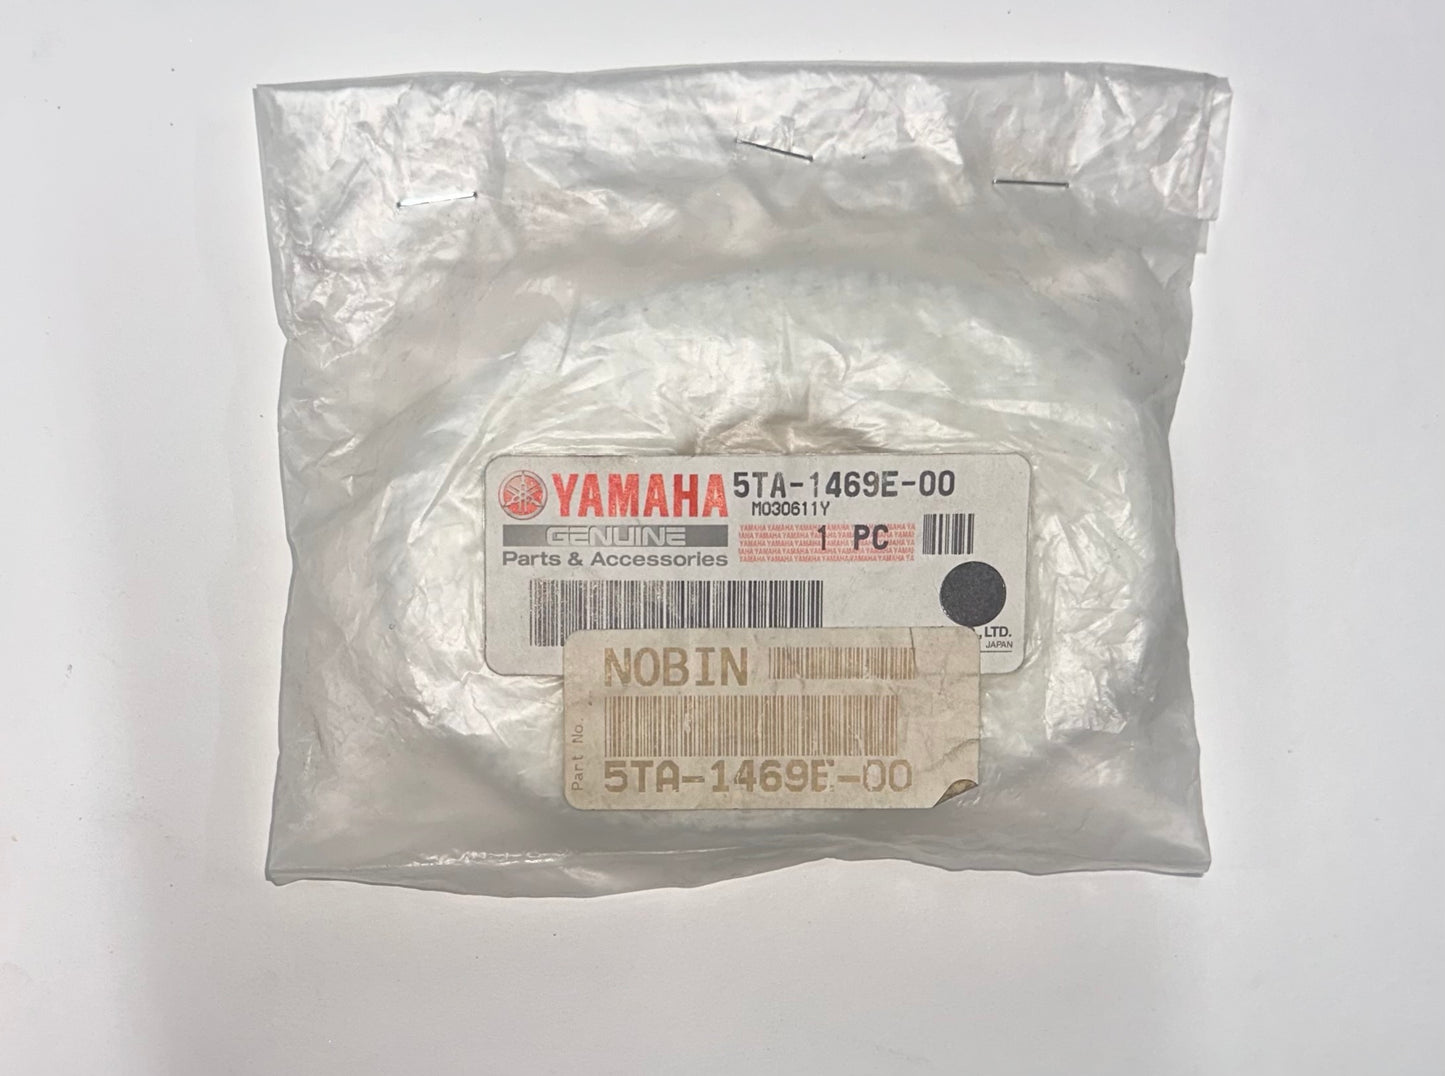 YAMAHA 5TA-1469E-00
M030611Y
GENUINE
1 PC
Parts & Accessories
, LTD.
JAPAN
NOBIN
Part No.
5TA-1469E-00